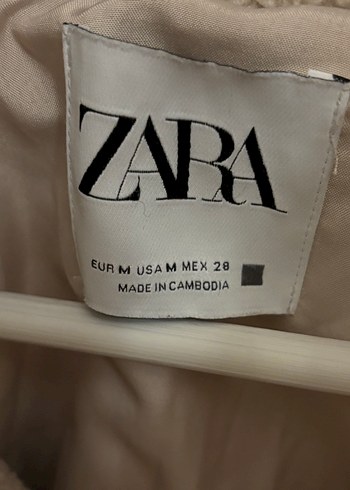 ZARA
EUR M USA M MEX 28
MADE IN CAMBODIA